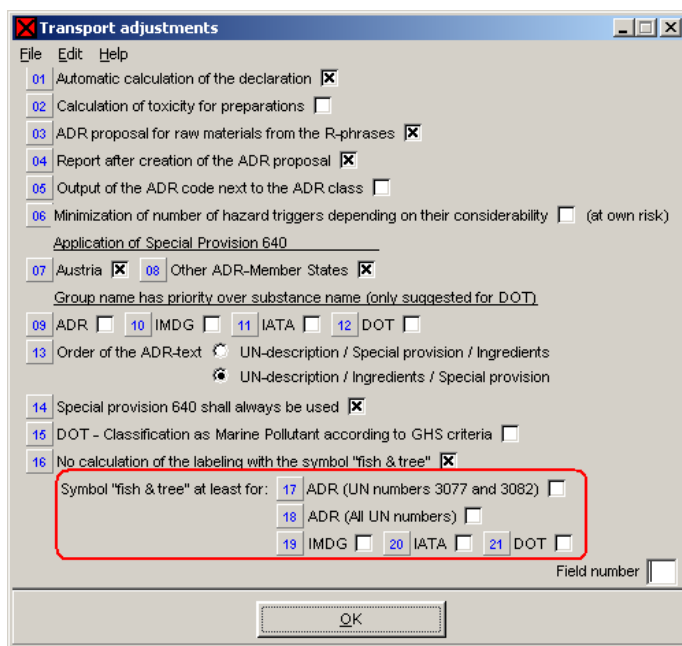 Transport adjustments
File Edit Help
01 Automatic calculation of the declaration
02 Calculation of toxicity for preparations
03 ADR proposal for raw materials from the R-phrases
04 Report after creation of the ADR proposal
05 Output of the ADR code next to the ADR class
06 Minimization of number of hazard triggers depending on their considerability (at own risk)
Application of Special Provision 640
07 Austria 08 Other ADR-Member States
Group name has priority over substance name (only suggested for DOT)
09 ADR 10 IMDG 11 IATA 12 DOT
13 Order of the ADR-text UN-description / Special provision / Ingredients
UN-description / Ingredients / Special provision
14 Special provision 640 shall always be used
15 DOT - Classification as Marine Pollutant according to GHS criteria
16 No calculation of the labeling with the symbol "fish & tree"
Symbol "fish & tree" at least for: 17 ADR (UN numbers 3077 and 3082)
18 ADR (All UN numbers)
19 IMDG 20 IATA 21 DOT
Field number
OK